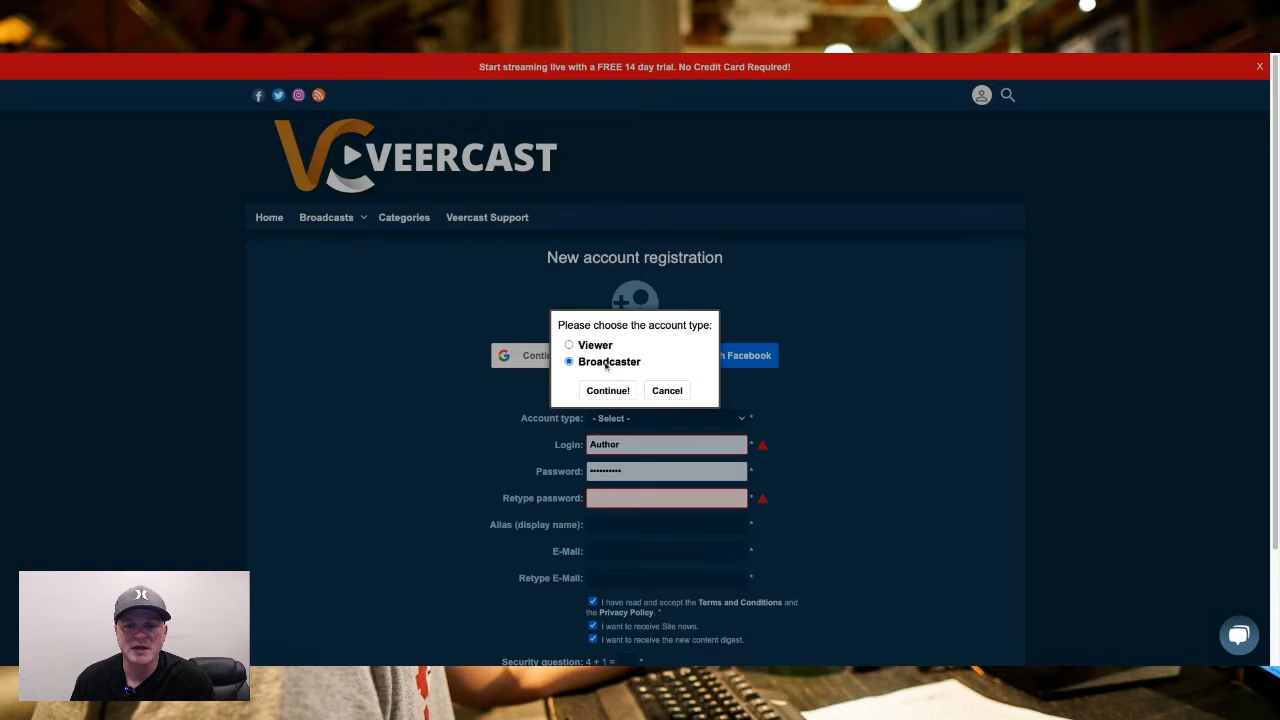 Start streaming live with a FREE 14 day trial. No Credit Card Required!
X
VEERCAST
Home Broadcasts Categories Veercast Support
New account registration
Please choose the account type:
Viewer
Broadcaster
Continue! Cancel
h Facebook
Account type: - Select - *
Login: Author *
Password: •••••••••• *
Retype password: *
Alias (display name): *
E-Mail: *
Retype E-Mail: *
I have read and accept the Terms and Conditions and
the Privacy Policy. *
I want to receive Site news.
I want to receive the new content digest.
Security question: 4 + 1 = *